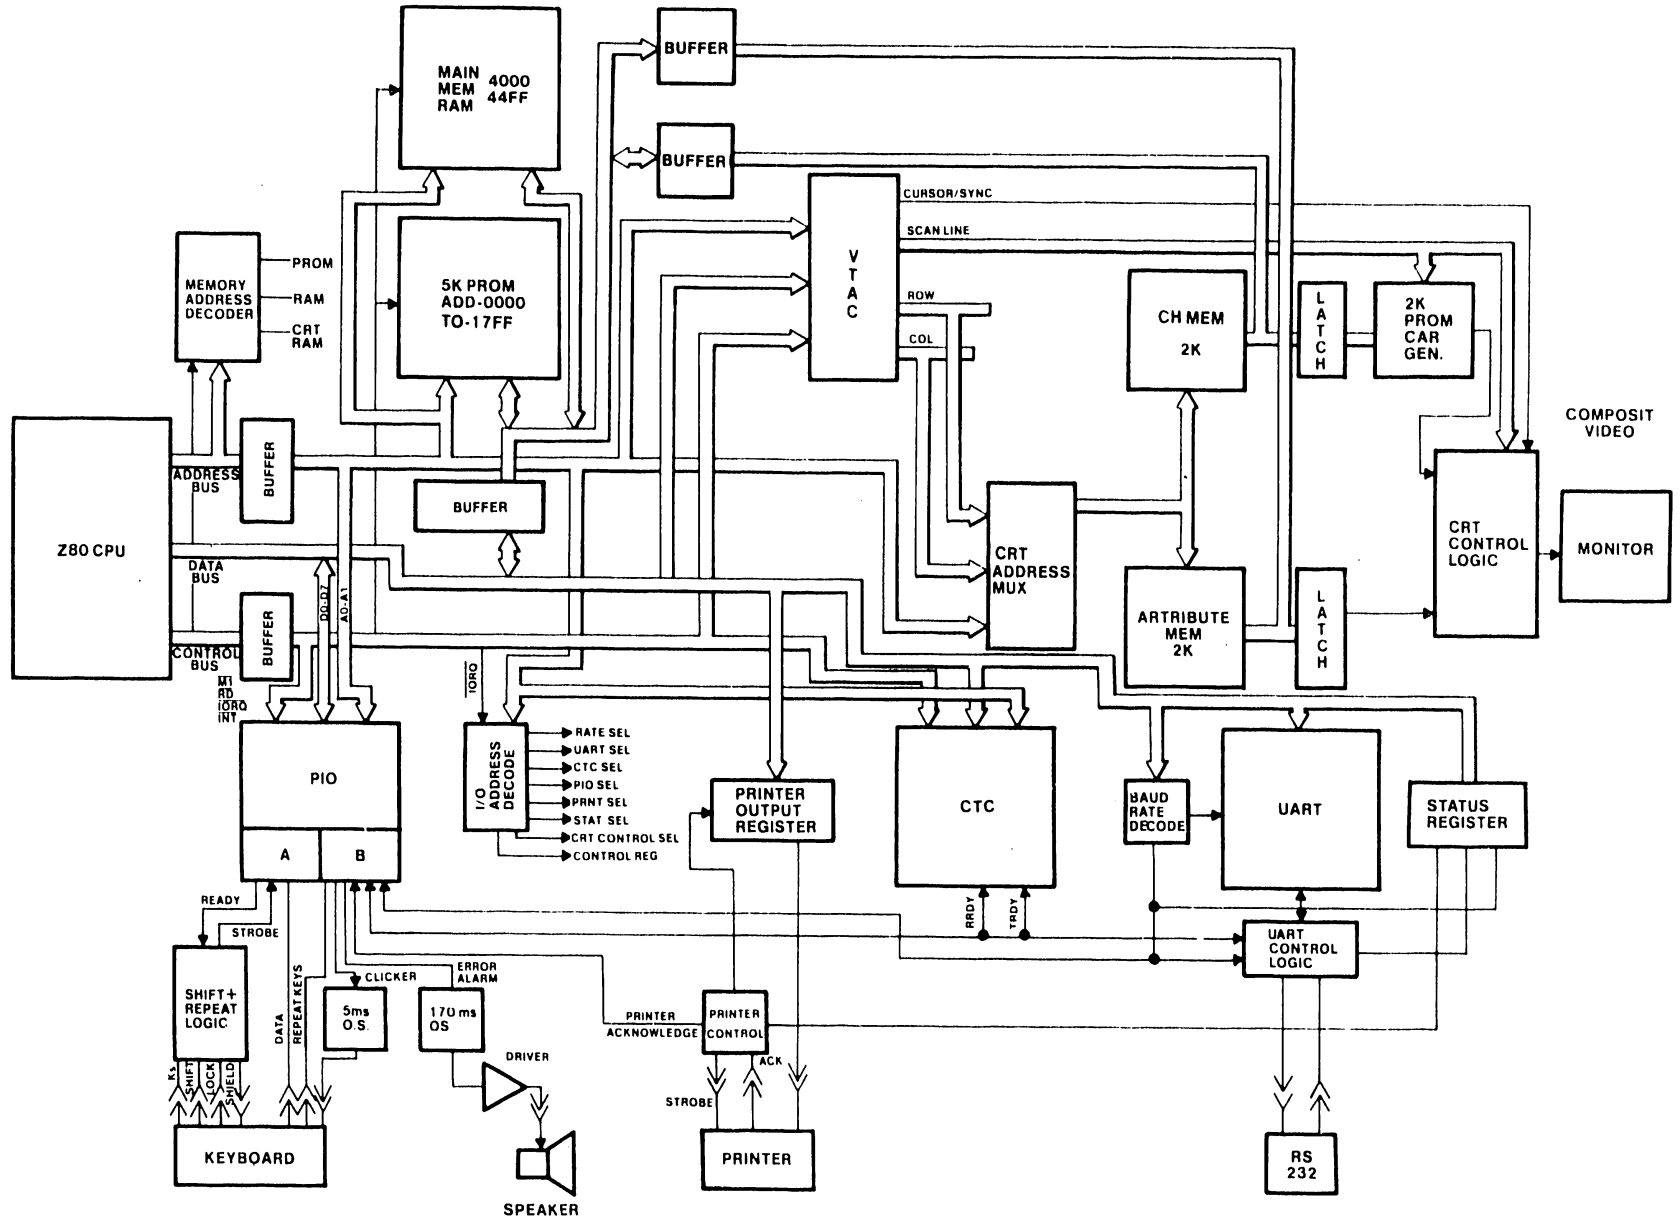 MAIN
MEM
RAM
4000
44FF
BUFFER
BUFFER
CURSOR/SYNC
SCAN LINE
VTAC
ROW
COL
MEMORY
ADDRESS
DECODER
PROM
RAM
CRT
RAM
5K PROM
ADD-0000
TO-17FF
CH MEM
2K
LATCH
2K
PROM
CAR
GEN.
COMPOSIT
VIDEO
Z80 CPU
ADDRESS
BUS
BUFFER
BUFFER
DATA
BUS
D0-D7
A0-A1
CONTROL
BUS
BUFFER
M1
RD
IORQ
INT
IORQ
CRT
ADDRESS
MUX
ARTRIBUTE
MEM
2K
LATCH
CRT
CONTROL
LOGIC
MONITOR
PIO
A
B
I/O
ADDRESS
DECODE
RATE SEL
UART SEL
CTC SEL
PIO SEL
PRNT SEL
STAT SEL
CRT CONTROL SEL
CONTROL REG
PRINTER
OUTPUT
REGISTER
CTC
BAUD
RATE
DECODE
UART
STATUS
REGISTER
READY
STROBE
RRDY
TRDY
UART
CONTROL
LOGIC
SHIFT+
REPEAT
LOGIC
DATA
REPEAT KEYS
CLICKER
5ms
O.S.
ERROR
ALARM
170 ms
OS
PRINTER
ACKNOWLEDGE
PRINTER
CONTROL
ACK
STROBE
DRIVER
Ks
SHIFT
LOCK
SHIELD
KEYBOARD
SPEAKER
PRINTER
RS
232